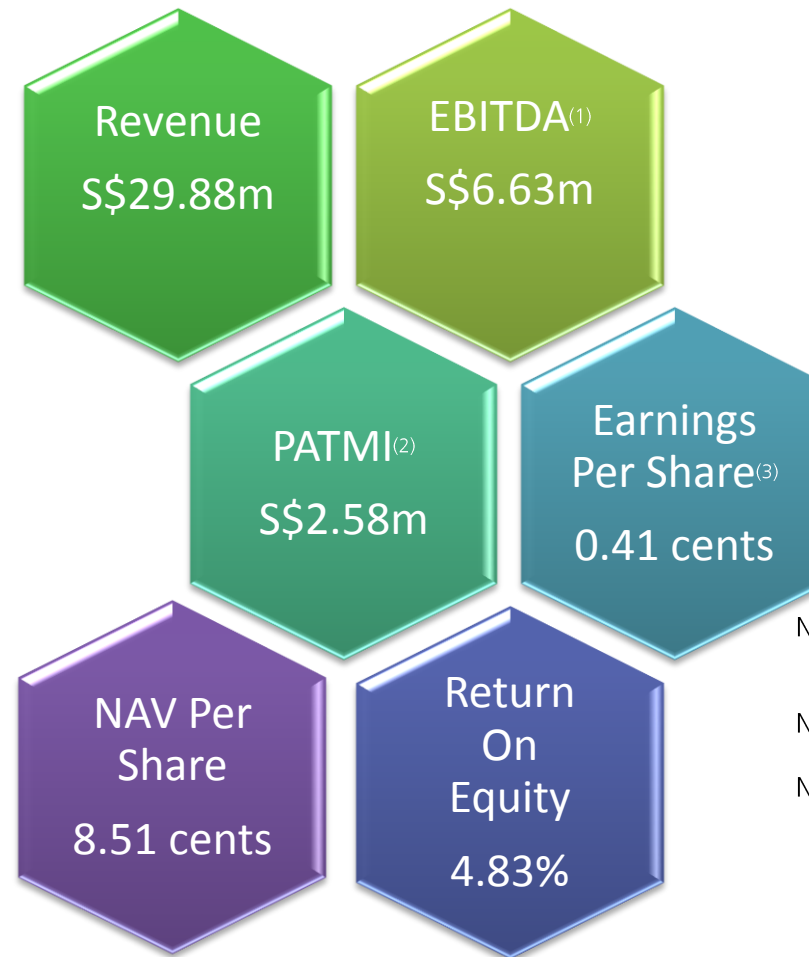 Revenue
S$29.88m
EBITDA(1)
S$6.63m
PATMI(2)
S$2.58m
Earnings
Per Share(3)
0.41 cents
NAV Per
Share
8.51 cents
Return
On
Equity
4.83%
N
N
N